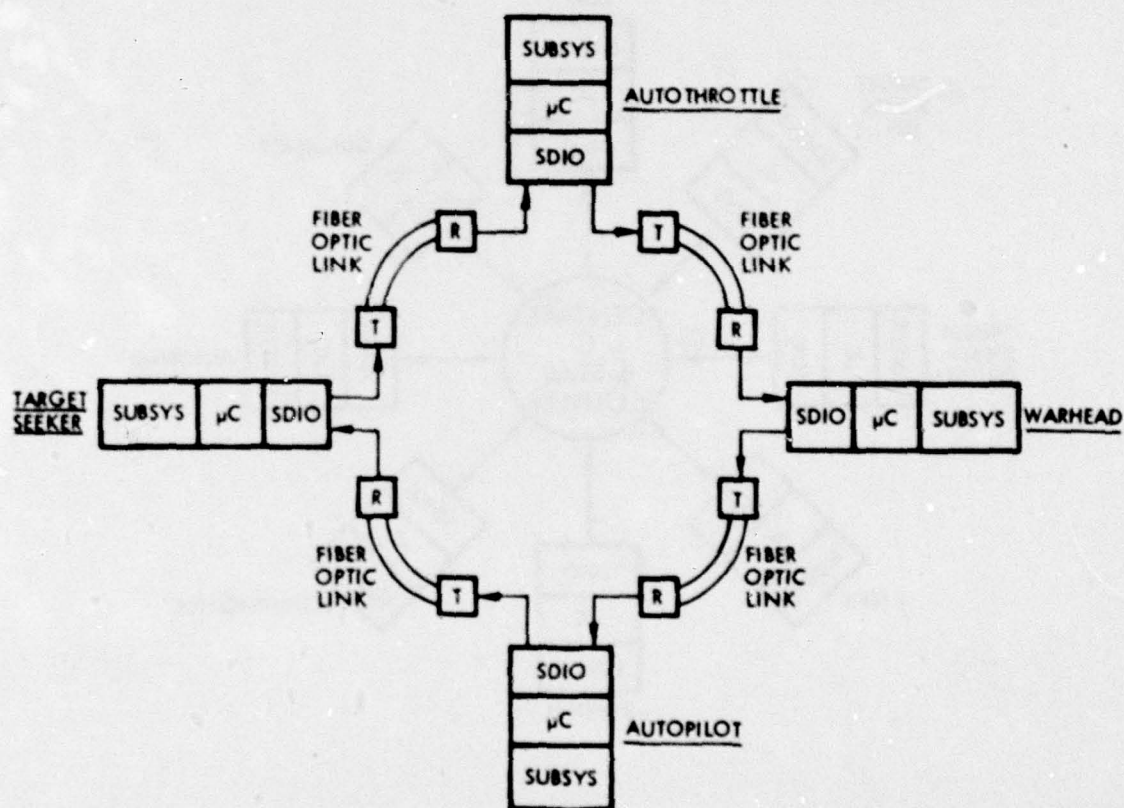 SUBSYS
µC
SDIO
AUTOTHROTTLE
FIBER
OPTIC
LINK
R
T
T
FIBER
OPTIC
LINK
R
TARGET
SEEKER
SUBSYS µC SDIO
SDIO µC SUBSYS
WARHEAD
R
FIBER
OPTIC
LINK
T
T
FIBER
OPTIC
LINK
R
SDIO
µC
SUBSYS
AUTOPILOT